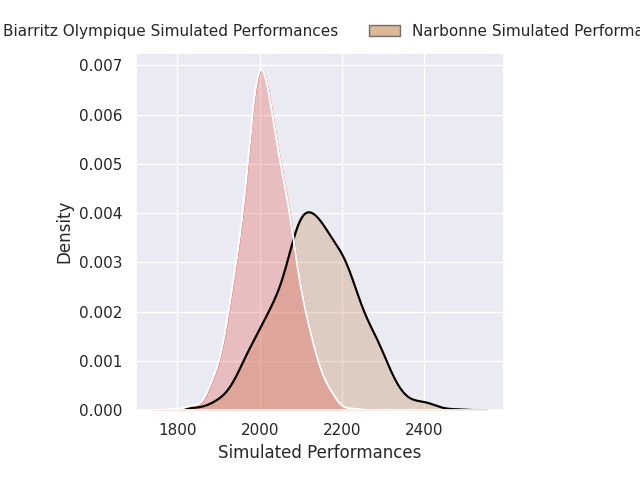 Biarritz Olympique Simulated Performances
Narbonne Simulated Performa
0.007
0.006
0.005
0.004
0.003
0.002
0.001
0.000
Density
1800 2000 2200 2400
Simulated Performances